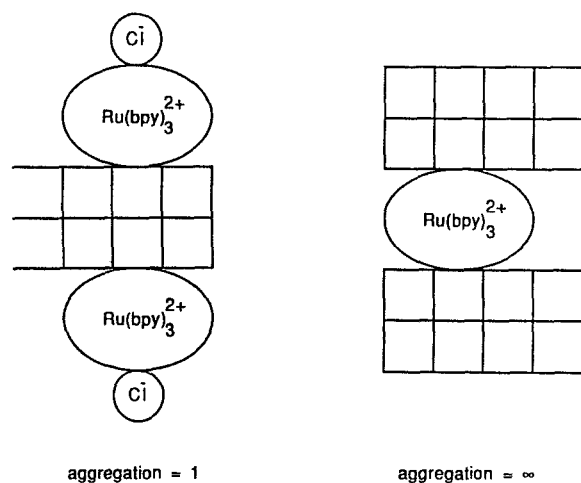 Cl̄
Ru(bpy)₃²⁺
Ru(bpy)₃²⁺
Ru(bpy)₃²⁺
Cl̄
aggregation = 1
aggregation = ∞